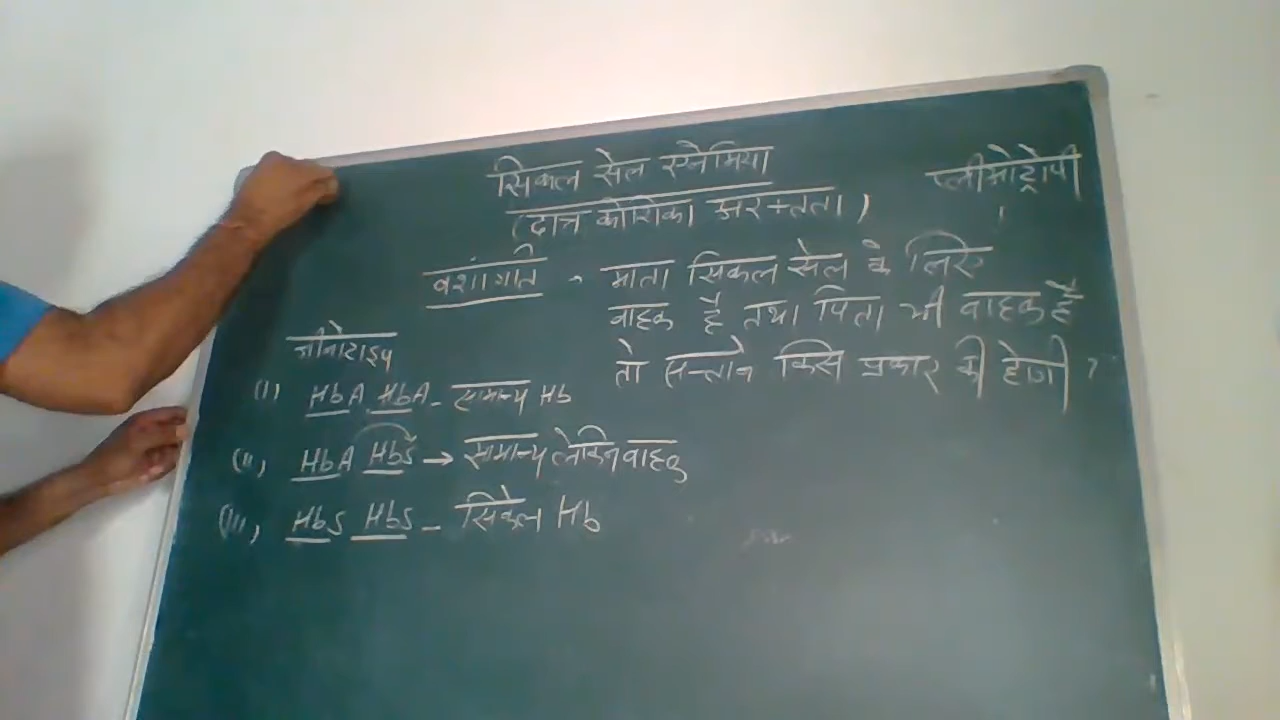 सिकल सेल एनीमिया
(दात्र कोशिका अरक्तता)
प्लीओट्रोपी
वंशागति - माता सिकल सेल के लिए
वाहक है तथा पिता भी वाहक है
तो सन्तान किस प्रकार की होगी ?
जीनोटाइप
(i) HbA HbA - सामान्य Hb
(ii) HbA HbS → सामान्य लेकिन वाहक
(iii) HbS HbS - सिकल Hb